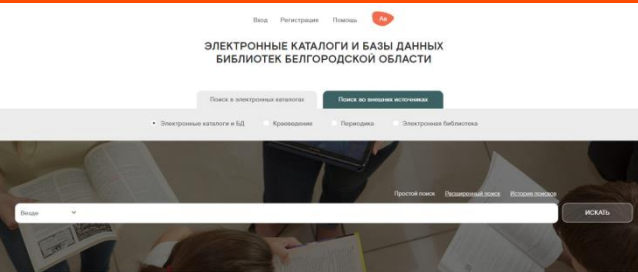 Вход Регистрация Помощь Аа
ЭЛЕКТРОННЫЕ КАТАЛОГИ И БАЗЫ ДАННЫХ
БИБЛИОТЕК БЕЛГОРОДСКОЙ ОБЛАСТИ
Поиск в электронных каталогах Поиск во внешних источниках
Электронные каталоги и БД Краеведение Периодика Электронная библиотека
Простой поиск Расширенный поиск История поисков
Везде ИСКАТЬ